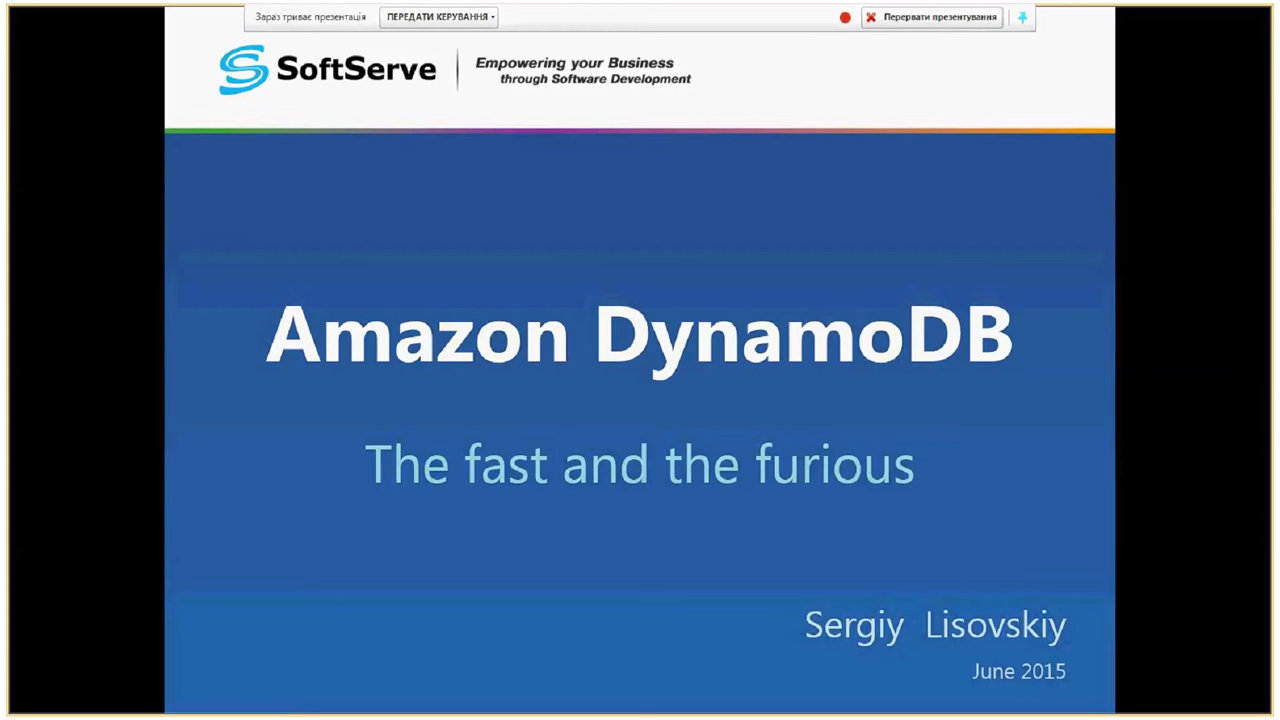 Зараз триває презентація ПЕРЕДАТИ КЕРУВАННЯ Перервати презентування
SoftServe Empowering your Business
through Software Development
Amazon DynamoDB
The fast and the furious
Sergiy Lisovskiy
June 2015